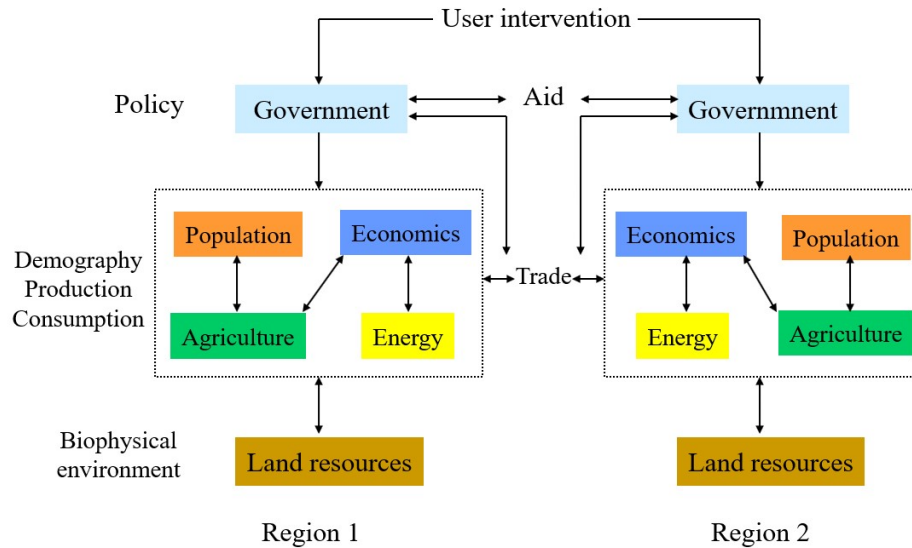 User intervention
Policy
Government
Aid
Governmnent
Population
Economics
Economics
Population
Demography
Production
Consumption
Trade
Agriculture
Energy
Energy
Agriculture
Biophysical
environment
Land resources
Land resources
Region 1
Region 2